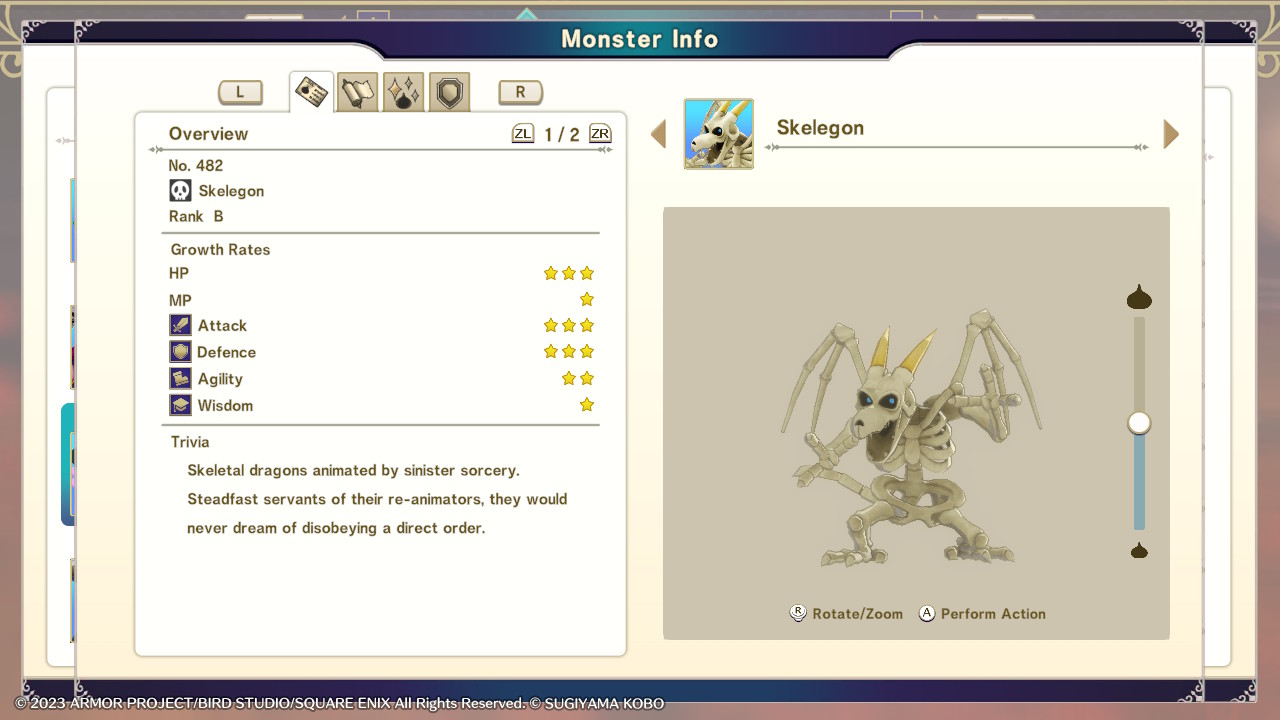 Monster Info
L
R
Overview
ZL 1 / 2 ZR
No. 482
Skelegon
Rank B
Growth Rates
HP
MP
Attack
Defence
Agility
Wisdom
Trivia
Skeletal dragons animated by sinister sorcery.
Steadfast servants of their re-animators, they would
never dream of disobeying a direct order.
Skelegon
R Rotate/Zoom A Perform Action
© 2023 ARMOR PROJECT/BIRD STUDIO/SQUARE ENIX All Rights Reserved. © SUGIYAMA KOBO